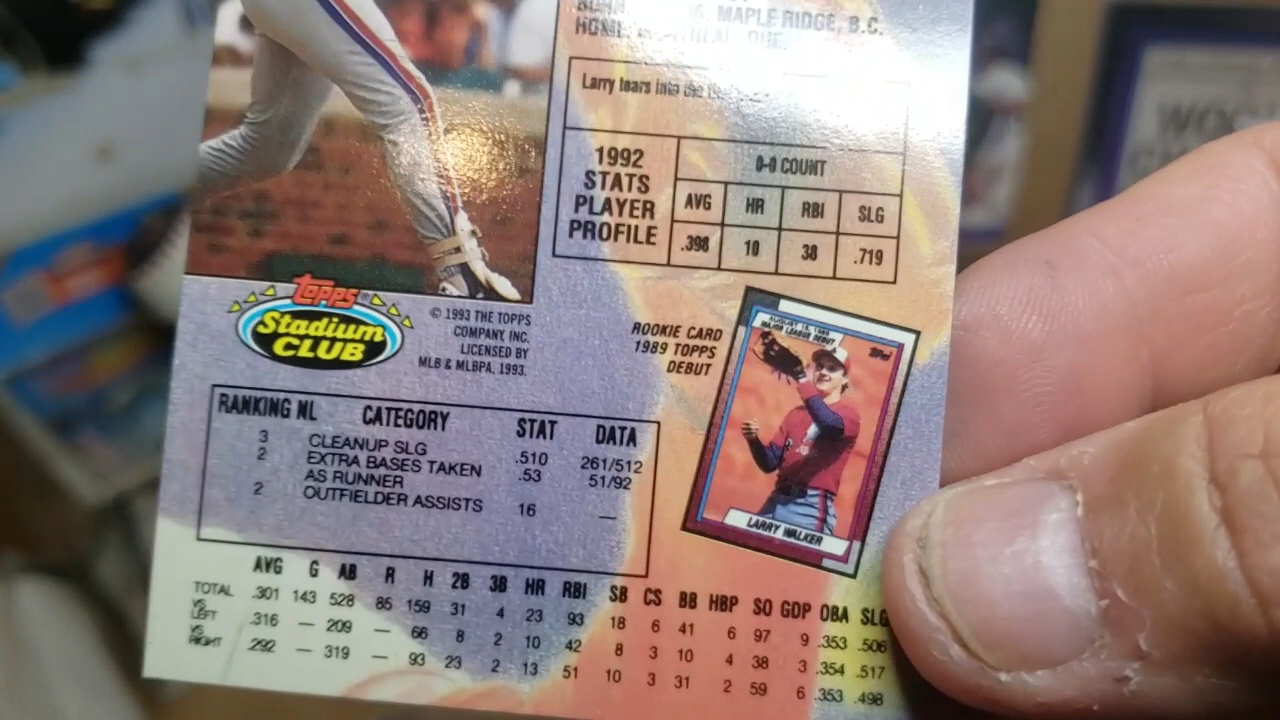 MAPLE RIDGE, B.C.
HOME:
Larry tears into the
1992
STATS
PLAYER
PROFILE
0-0 COUNT
AVG HR RBI SLG
.398 10 38 .719
TOPPS
Stadium
CLUB
© 1993 THE TOPPS
COMPANY, INC.
LICENSED BY
MLB & MLBPA, 1993.
ROOKIE CARD
1989 TOPPS
DEBUT
MAJOR LEAGUE DEBUT
Topps
LARRY WALKER
RANKING NL CATEGORY STAT DATA
3 CLEANUP SLG .510 261/512
2 EXTRA BASES TAKEN .53 51/92
AS RUNNER
2 OUTFIELDER ASSISTS 16 —
AVG G AB R H 2B 3B HR RBI SB CS BB HBP SO GDP OBA SLG
TOTAL .301 143 528 85 159 31 4 23 93 18 6 41 6 97 9 .353 .506
VS
LEFT .316 — 209 — 66 8 2 10 42 8 3 10 4 38 3 .354 .517
VS
RIGHT .292 — 319 — 93 23 2 13 51 10 3 31 2 59 6 .353 .498